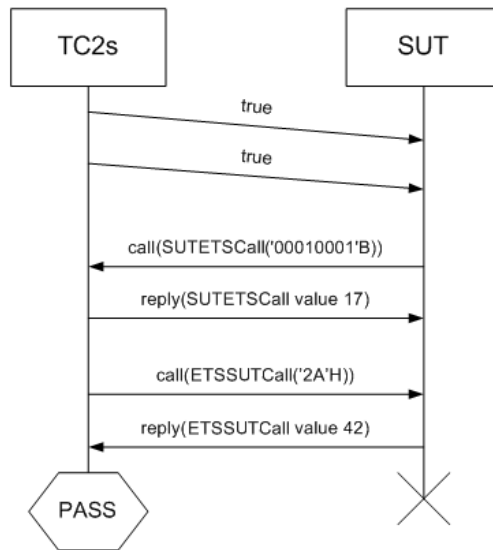 TC2s
SUT
true
true
call(SUTETSCall('00010001'B))
reply(SUTETSCall value 17)
call(ETSSUTCall('2A'H))
reply(ETSSUTCall value 42)
PASS